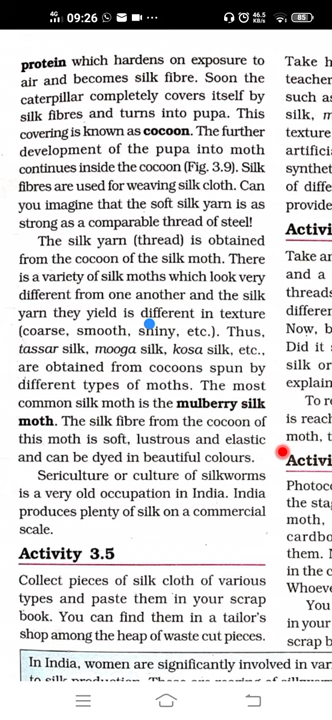 4G 09:26 46.5 KB/s 85
protein which hardens on exposure to
air and becomes silk fibre. Soon the
caterpillar completely covers itself by
silk fibres and turns into pupa. This
covering is known as cocoon. The further
development of the pupa into moth
continues inside the cocoon (Fig. 3.9). Silk
fibres are used for weaving silk cloth. Can
you imagine that the soft silk yarn is as
strong as a comparable thread of steel!
The silk yarn (thread) is obtained
from the cocoon of the silk moth. There
is a variety of silk moths which look very
different from one another and the silk
yarn they yield is different in texture
(coarse, smooth, shiny, etc.). Thus,
tassar silk, mooga silk, kosa silk, etc.,
are obtained from cocoons spun by
different types of moths. The most
common silk moth is the mulberry silk
moth. The silk fibre from the cocoon of
this moth is soft, lustrous and elastic
and can be dyed in beautiful colours.
Sericulture or culture of silkworms
is a very old occupation in India. India
produces plenty of silk on a commercial
scale.
Activity 3.5
Collect pieces of silk cloth of various
types and paste them in your scrap
book. You can find them in a tailor's
shop among the heap of waste cut pieces.
In India, women are significantly involved in var
Take h
teacher
such as
silk, m
texture
artifici
synthet
of diffe
provide
Activi
Take an
and a
threads
differen
Now, b
Did it
silk or
explain
To re
is reach
moth, t
Activi
Photoc
the stag
moth,
cardbo
them. M
in the c
Whoeve
You
in your
scrap b